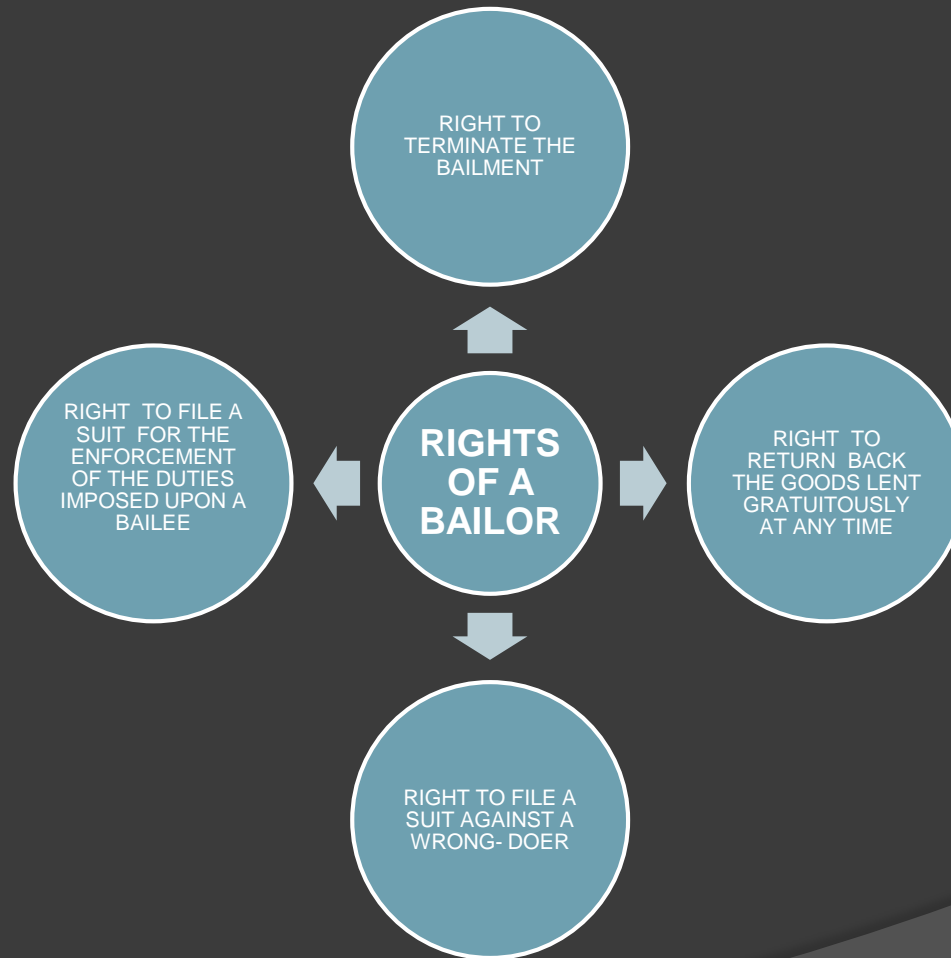 RIGHT TO
TERMINATE THE
BAILMENT
RIGHT TO FILE A
SUIT FOR THE
ENFORCEMENT
OF THE DUTIES
IMPOSED UPON A
BAILEE
RIGHTS
OF A
BAILOR
RIGHT TO
RETURN BACK
THE GOODS LENT
GRATUITOUSLY
AT ANY TIME
RIGHT TO FILE A
SUIT AGAINST A
WRONG- DOER